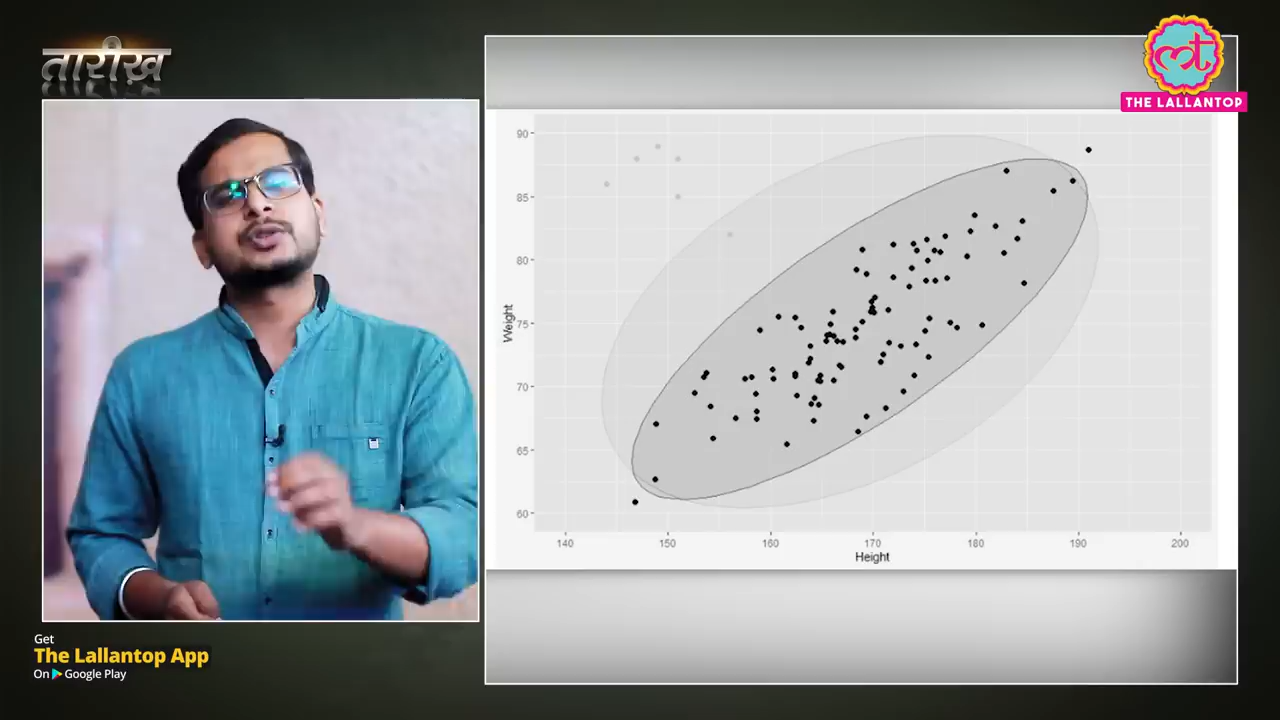 तारीख़
lt
THE LALLANTOP
90
85
80
75
70
65
60
Weight
140 150 160 170 180 190 200
Height
Get
The Lallantop App
On Google Play